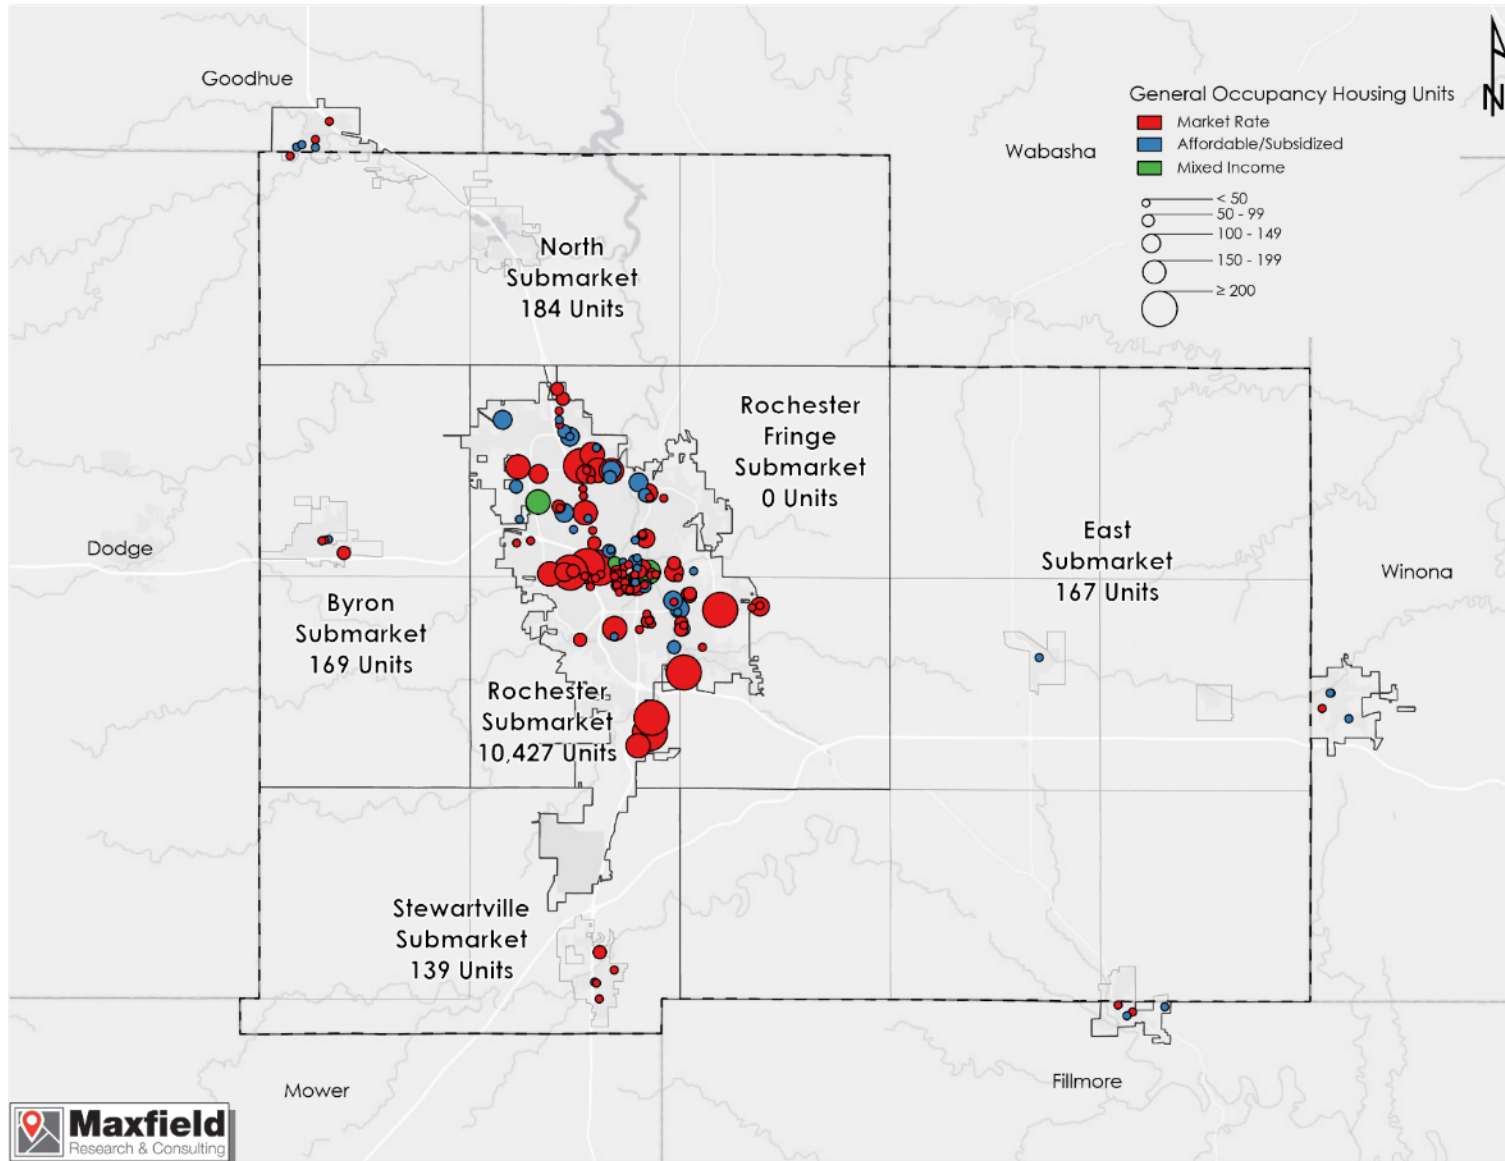 Goodhue
N
General Occupancy Housing Units
Market Rate
Affordable/Subsidized
Mixed Income
< 50
50 - 99
100 - 149
150 - 199
≥ 200
Wabasha
North
Submarket
184 Units
Rochester
Fringe
Submarket
0 Units
Dodge
East
Submarket
167 Units
Winona
Byron
Submarket
169 Units
Rochester
Submarket
10,427 Units
Stewartville
Submarket
139 Units
Mower
Fillmore
Maxfield
Research & Consulting